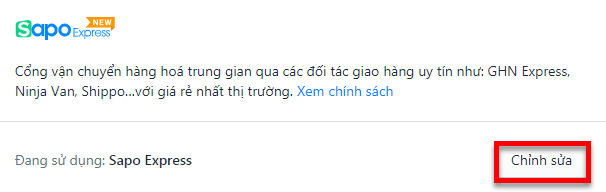 Sapo Express NEW
Cổng vận chuyển hàng hoá trung gian qua các đối tác giao hàng uy tín như: GHN Express,
Ninja Van, Shippo...với giá rẻ nhất thị trường. Xem chính sách
Đang sử dụng: Sapo Express Chỉnh sửa